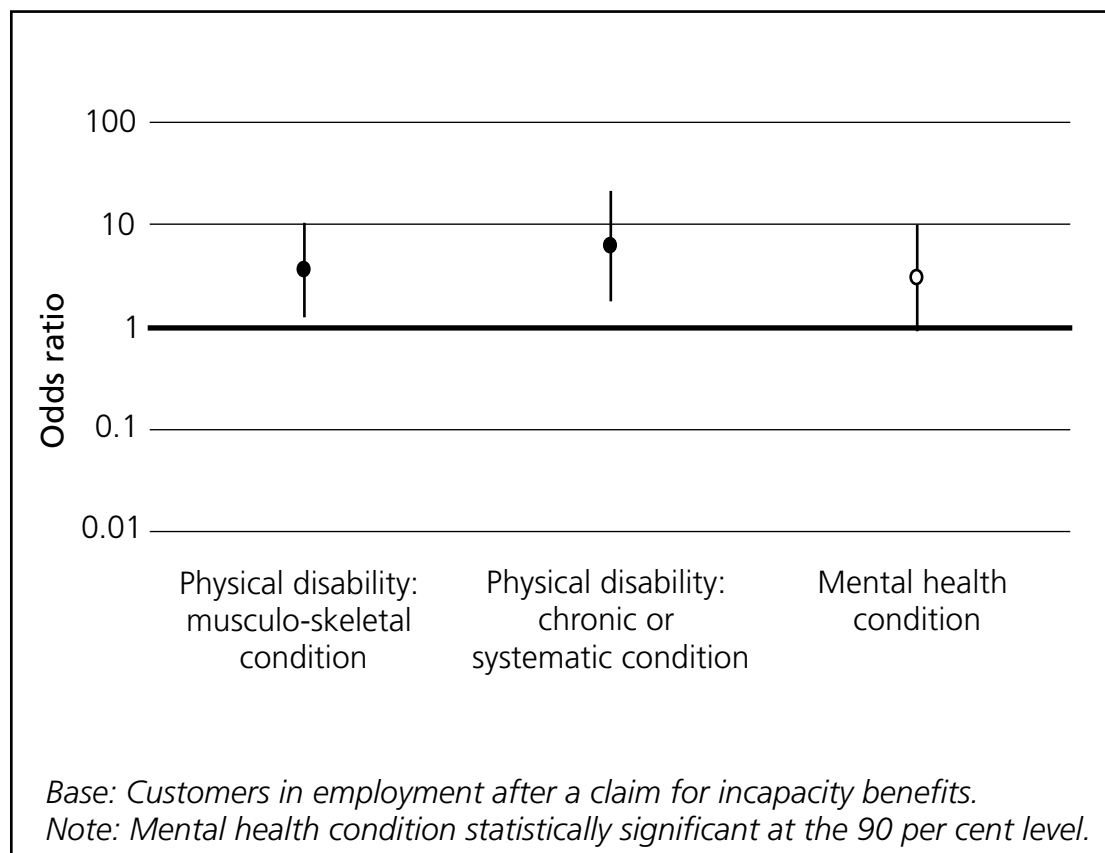 100
10
1
0.1
0.01
Odds ratio
Physical disability:
musculo-skeletal
condition
Physical disability:
chronic or
systematic condition
Mental health
condition
Base: Customers in employment after a claim for incapacity benefits.
Note: Mental health condition statistically significant at the 90 per cent level.